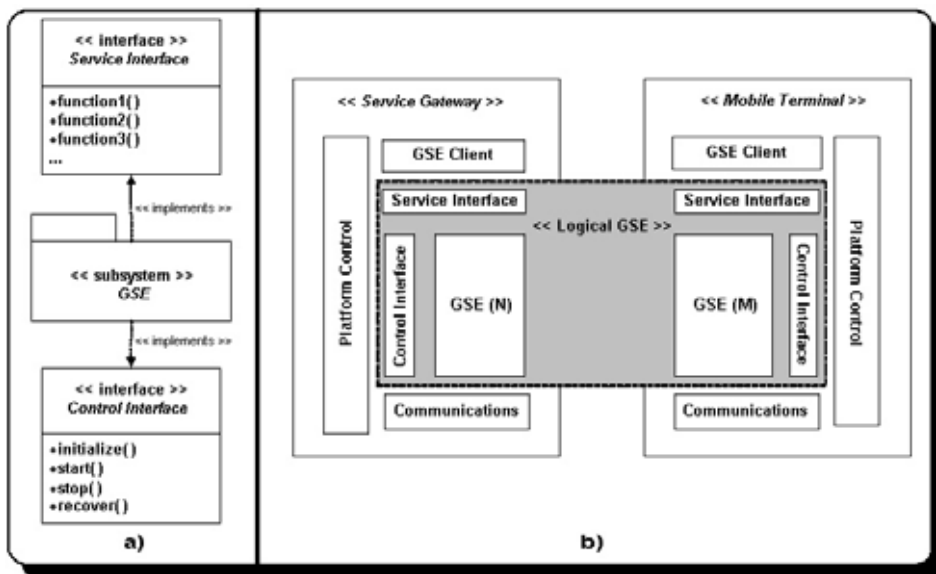 << interface >>
Service Interface
+function1()
+function2()
+function3()
...
<< implements >>
<< subsystem >>
GSE
<< implements >>
<< interface >>
Control Interface
+initialize()
+start()
+stop()
+recover()
a)
<< Service Gateway >>
Platform Control
GSE Client
Service Interface
Control Interface
GSE (N)
Communications
<< Logical GSE >>
<< Mobile Terminal >>
GSE Client
Service Interface
GSE (M)
Control Interface
Platform Control
Communications
b)